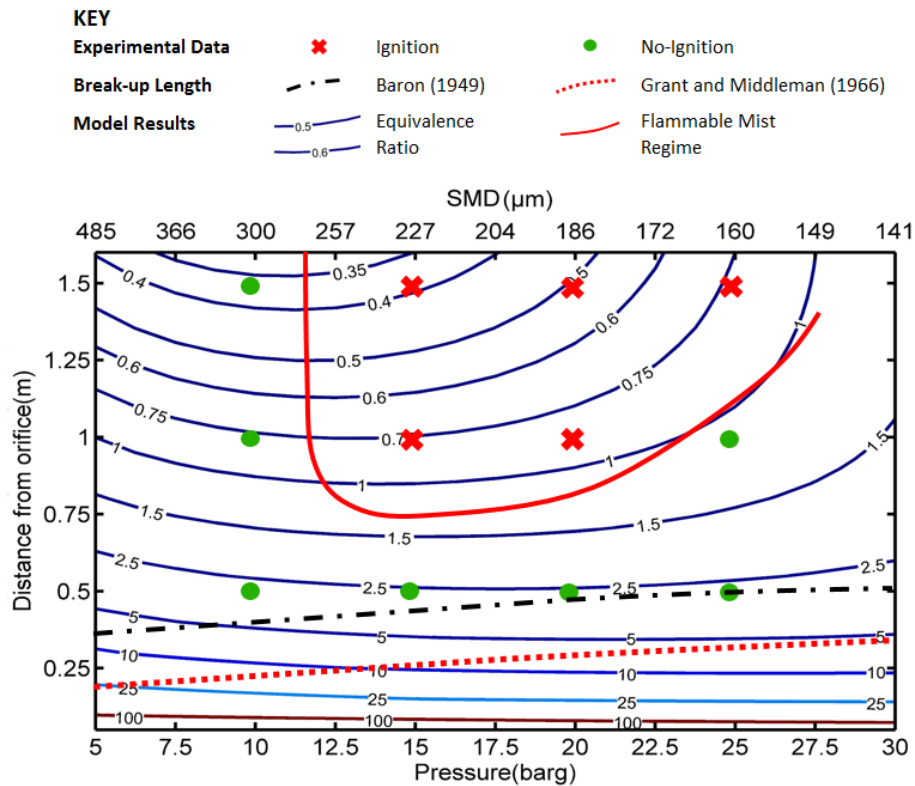 KEY
Experimental Data Ignition No-Ignition
Break-up Length Baron (1949) Grant and Middleman (1966)
Model Results 0.5 Equivalence Flammable Mist
0.6 Ratio Regime
SMD(µm)
485 366 300 257 227 204 186 172 160 149 141
1.5 0.4 0.35 0.4 0.5
1.25 0.6 0.5 0.6 0.6 0.75 1
1 0.75 0.7 1 1 1 1.5
0.75 1.5 1.5 1.5
0.5 2.5 2.5 2.5 2.5
5 5 5 5
0.25 10 10 10 10
25 25 25
100 100 100
5 7.5 10 12.5 15 17.5 20 22.5 25 27.5 30
Pressure(barg)
Distance from orifice(m)